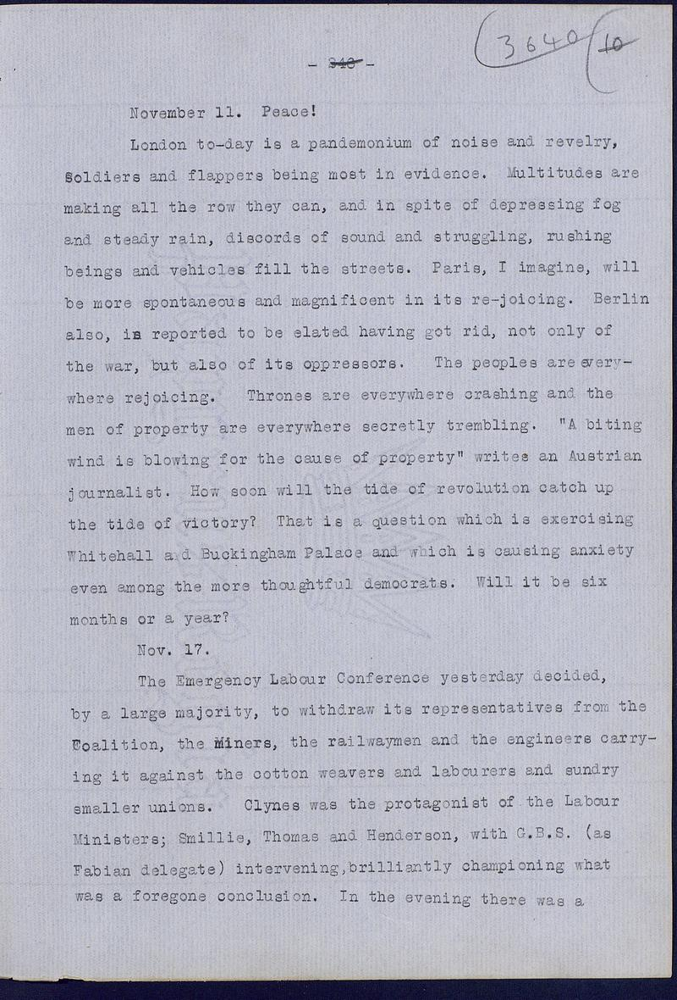 (3640 (10
- 348 -
November 11. Peace!
London to-day is a pandemonium of noise and revelry,
Soldiers and flappers being most in evidence. Multitudes are
making all the row they can, and in spite of depressing fog
and steady rain, discords of sound and struggling, rushing
beings and vehicles fill the streets. Paris, I imagine, will
be more spontaneous and magnificent in its re-joicing. Berlin
also, is reported to be elated having got rid, not only of
the war, but also of its oppressors. The peoples are every-
where rejoicing. Thrones are everywhere crashing and the
men of property are everywhere secretly trembling. "A biting
wind is blowing for the cause of property" writes an Austrian
journalist. How soon will the tide of revolution catch up
the tide of victory? That is a question which is exercising
Whitehall and Buckingham Palace and which is causing anxiety
even among the more thoughtful democrats. Will it be six
months or a year?
Nov. 17.
The Emergency Labour Conference yesterday decided,
by a large majority, to withdraw its representatives from the
Coalition, the Miners, the railwaymen and the engineers carry-
ing it against the cotton weavers and labourers and sundry
smaller unions. Clynes was the protagonist of the Labour
Ministers; Smillie, Thomas and Henderson, with G.B.S. (as
Fabian delegate) intervening, brilliantly championing what
was a foregone conclusion. In the evening there was a